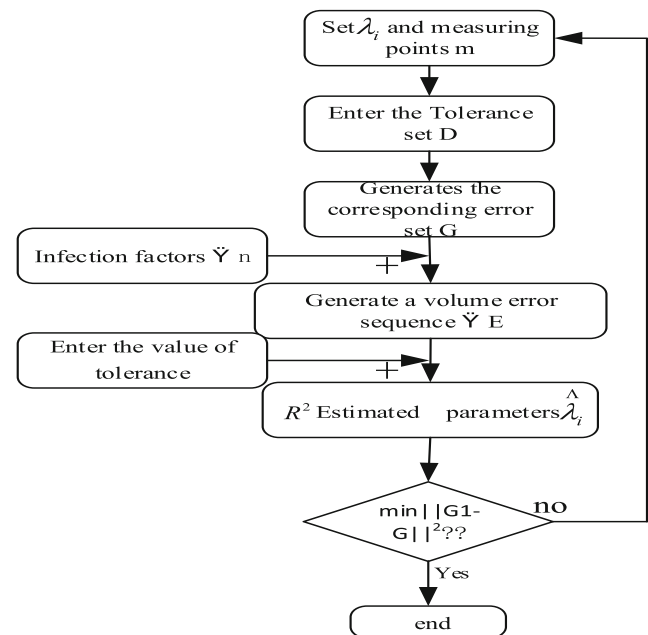 Set λᵢ and measuring
points m
Enter the Tolerance
set D
Generates the
corresponding error
set G
Infection factors Ϋ n
+
Generate a volume error
sequence Ϋ E
Enter the value of
tolerance
+
R² Estimated parameters λ̂ᵢ
min||G1-
G||²??
no
Yes
end